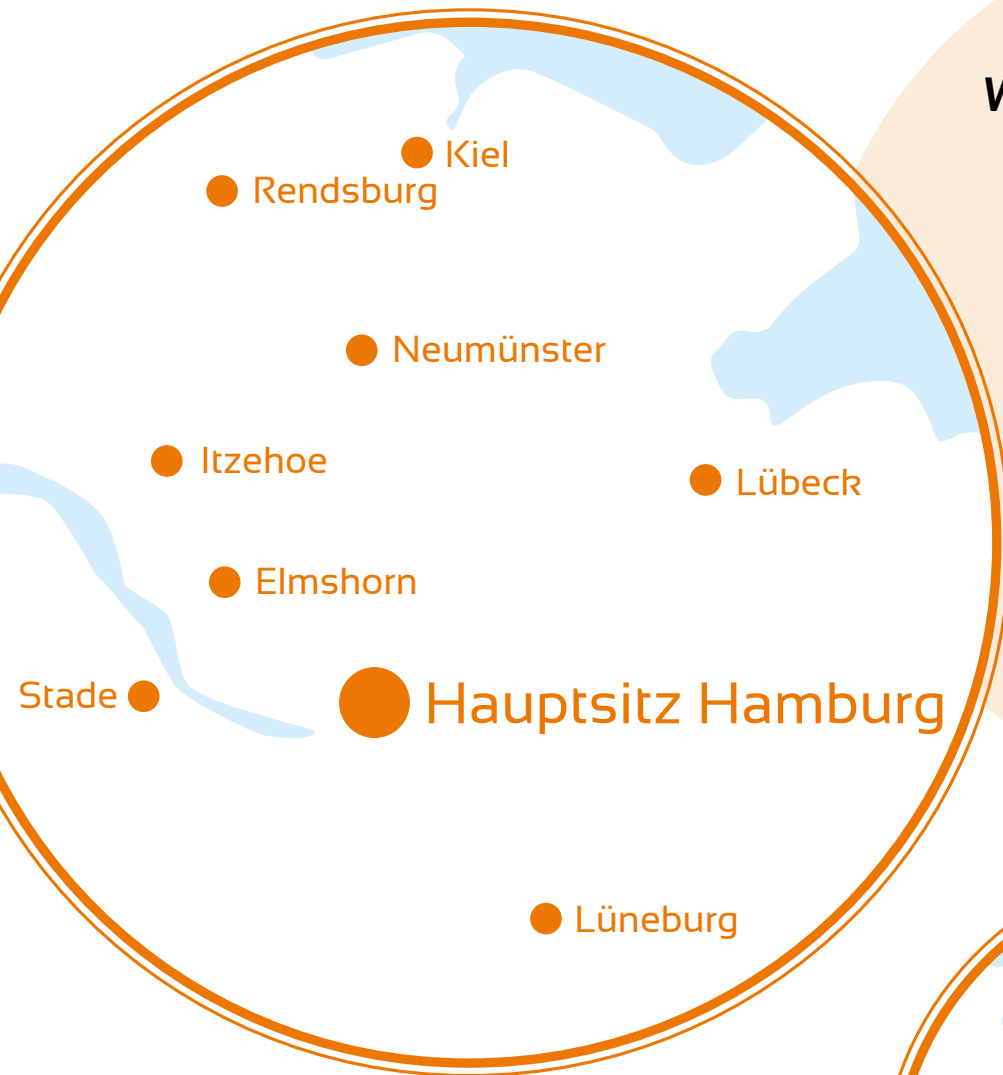 Kiel
Rendsburg
Neumünster
Itzehoe
Lübeck
Elmshorn
Stade
Hauptsitz Hamburg
Lüneburg